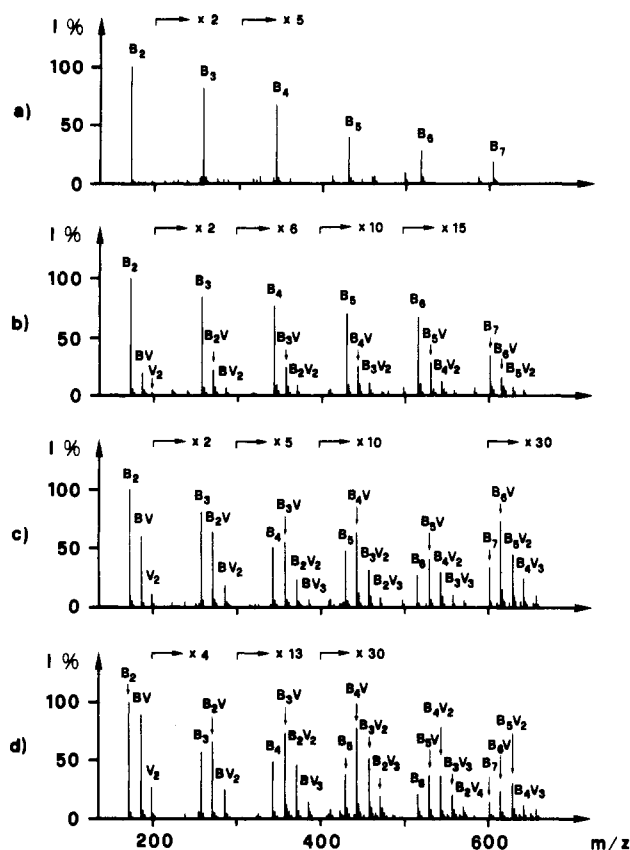 I %
x 2 x 5
B₂ B₃ B₄ B₅ B₆ B₇
100
a) 50
0
I %
x 2 x 6 x 10 x 15
B₂ BV V₂ B₃ B₂V BV₂ B₄ B₃V B₂V₂ B₅ B₄V B₃V₂ B₆ B₅V B₄V₂ B₇ B₆V B₅V₂
100
b) 50
0
I %
x 2 x 5 x 10 x 30
B₂ BV V₂ B₃ B₂V BV₂ B₄ B₃V B₂V₂ BV₃ B₅ B₄V B₃V₂ B₂V₃ B₆ B₅V B₄V₂ B₃V₃ B₇ B₆V B₅V₂ B₄V₃
100
c) 50
0
I %
x 4 x 13 x 30
B₂ BV V₂ B₃ B₂V BV₂ B₄ B₃V B₂V₂ BV₃ B₅ B₄V B₃V₂ B₂V₃ B₆ B₅V B₄V₂ B₃V₃ B₂V₄ B₇ B₆V B₅V₂ B₄V₃
100
d) 50
0
200 400 600 m/z